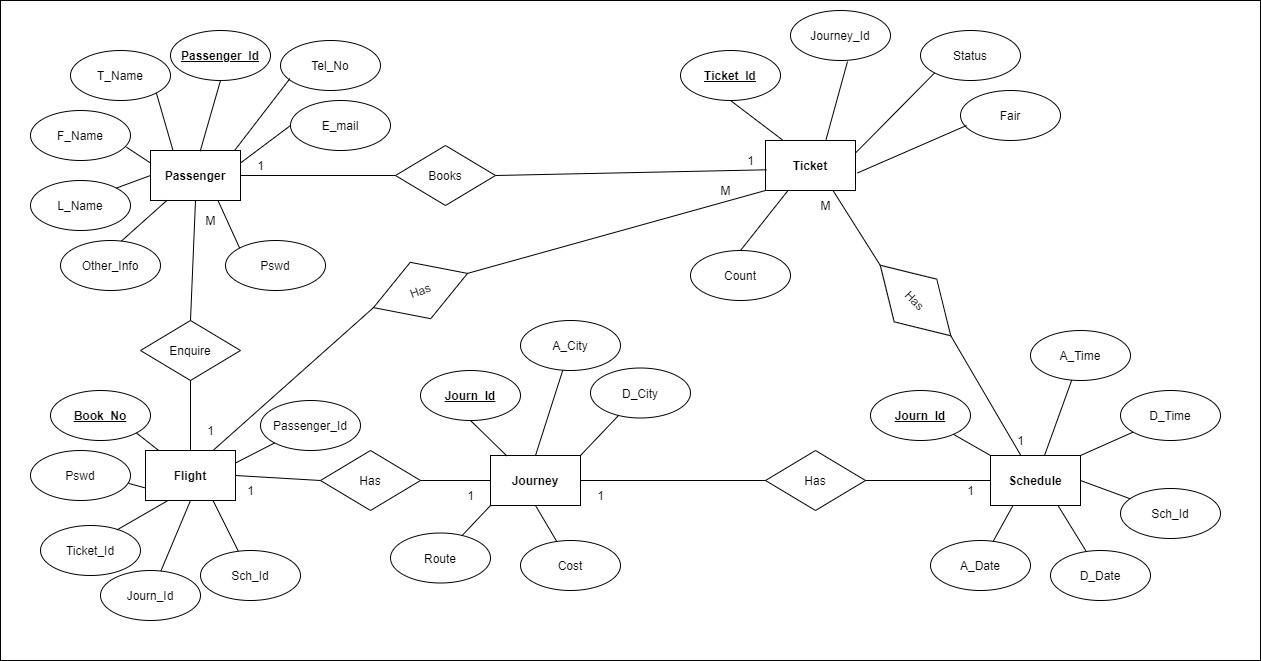 Journey_Id
Passenger_Id
Status
Tel_No
T_Name
Ticket_Id
Fair
E_mail
F_Name
1
Books
1
Passenger
Ticket
M
L_Name
M
M
Other_Info
Pswd
Count
Has
Has
A_City
Enquire
A_Time
D_City
Journ_Id
Book_No
Journ_Id
D_Time
Passenger_Id
1
1
Pswd
Flight
Has
Journey
Has
Schedule
1
1
1
1
Sch_Id
Ticket_Id
Route
Cost
A_Date
Sch_Id
D_Date
Journ_Id